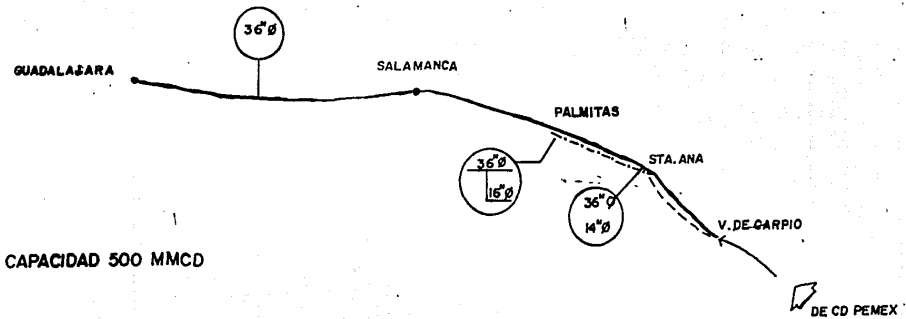 36"Ø
GUADALAJARA
SALAMANCA
PALMITAS
36"Ø
16"Ø
STA. ANA
36"Ø
14"Ø
V. DE CARPIO
CAPACIDAD 500 MMCD
DE CD PEMEX